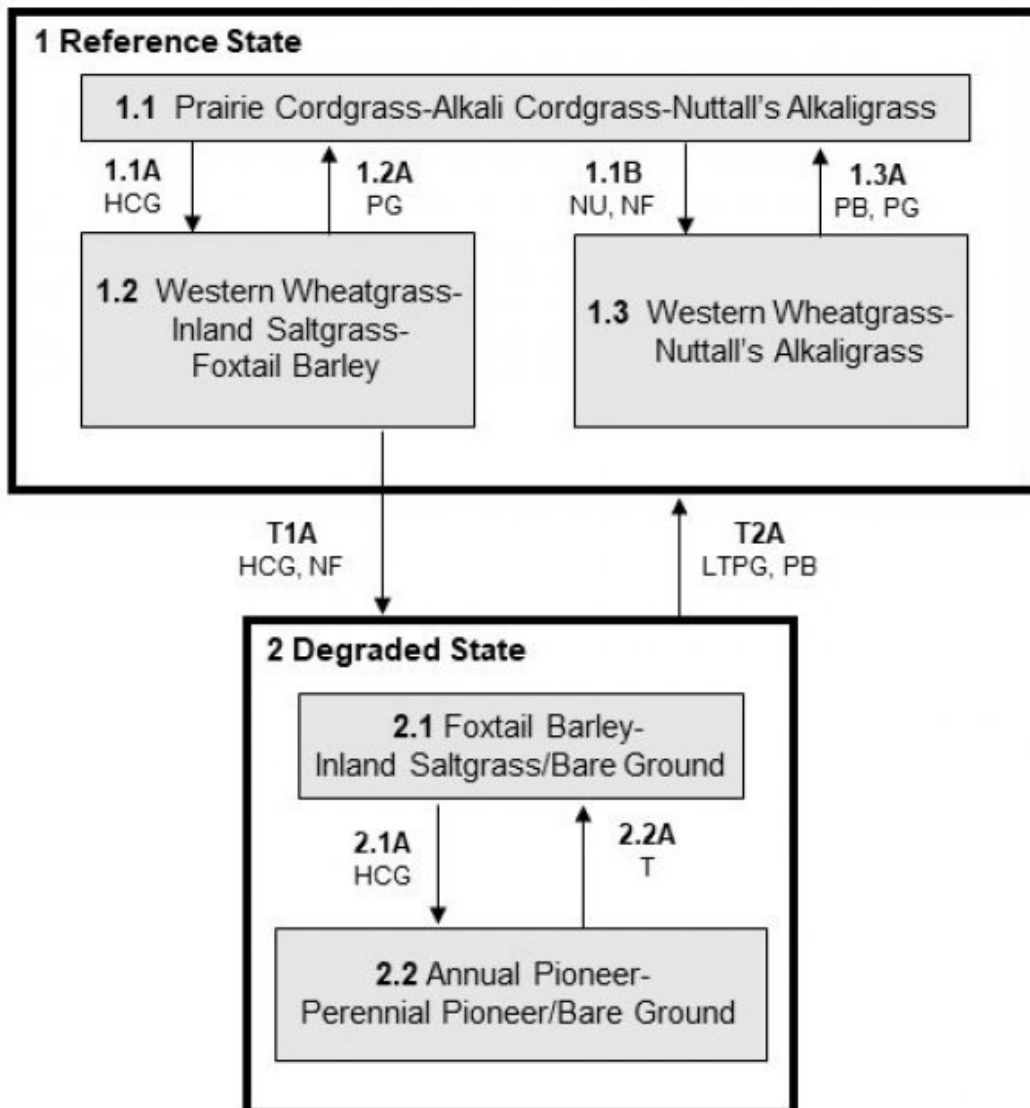 1 Reference State
1.1 Prairie Cordgrass-Alkali Cordgrass-Nuttall's Alkaligrass
1.1A
HCG
1.2A
PG
1.1B
NU, NF
1.3A
PB, PG
1.2 Western Wheatgrass-
Inland Saltgrass-
Foxtail Barley
1.3 Western Wheatgrass-
Nuttall's Alkaligrass
T1A
HCG, NF
T2A
LTPG, PB
2 Degraded State
2.1 Foxtail Barley-
Inland Saltgrass/Bare Ground
2.1A
HCG
2.2A
T
2.2 Annual Pioneer-
Perennial Pioneer/Bare Ground